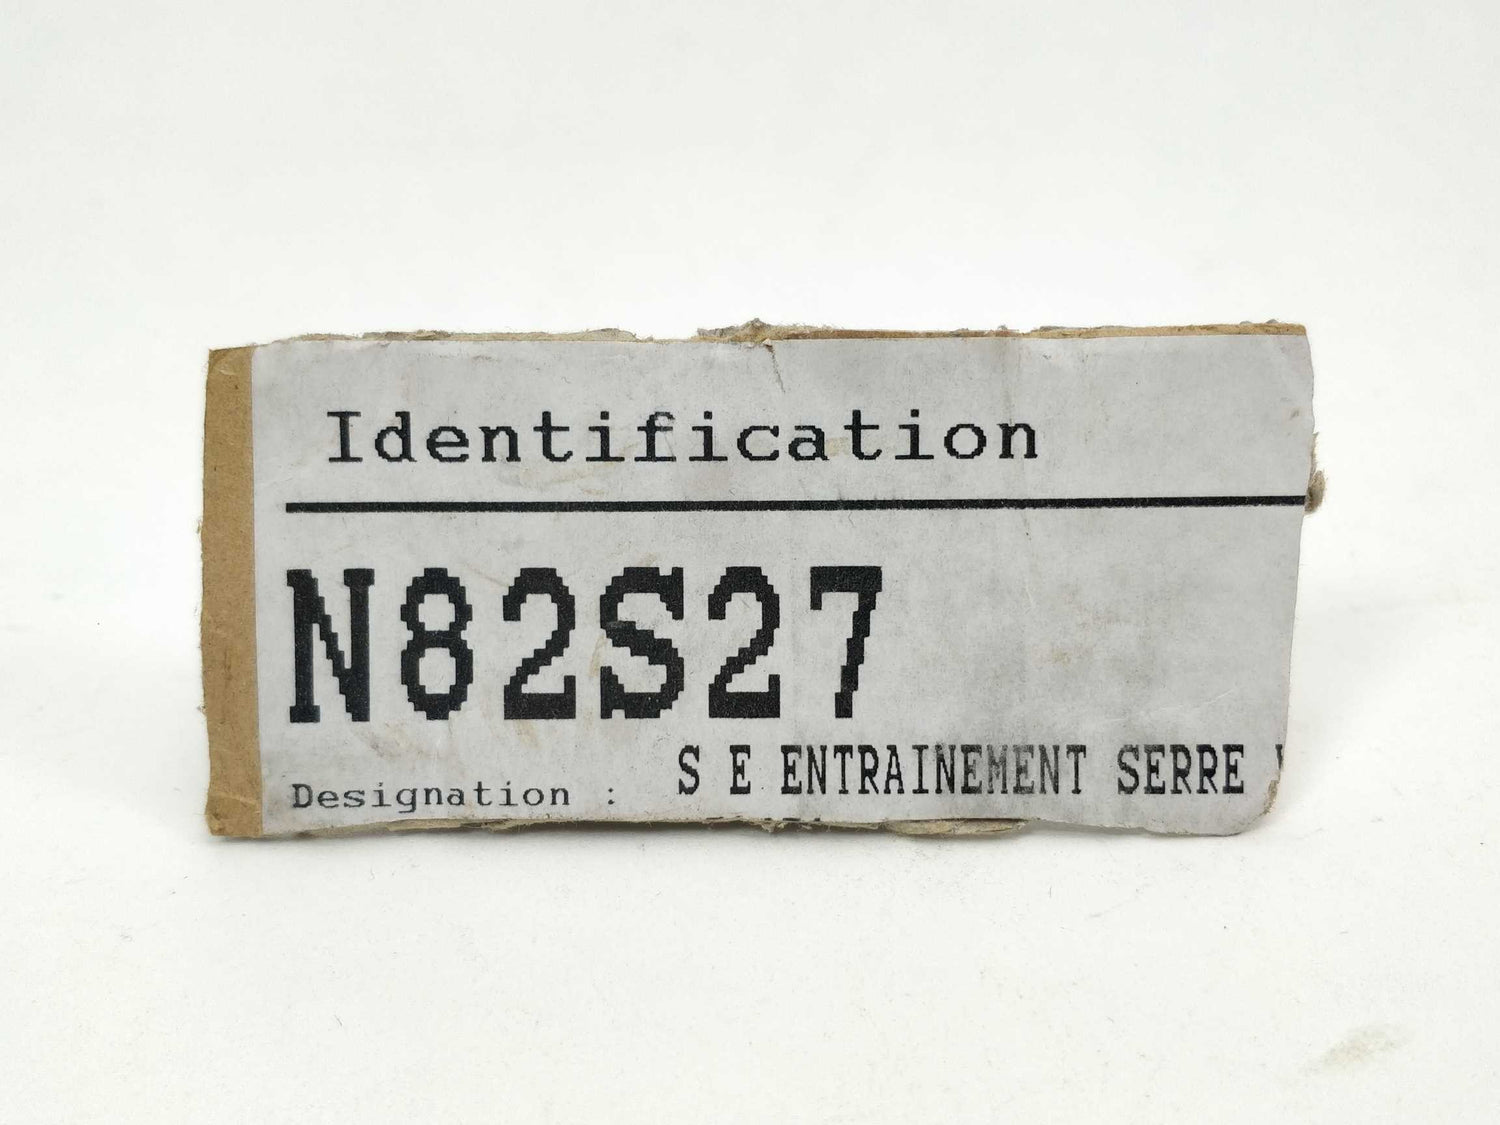 Identification
N82S27
Designation : S E ENTRAINEMENT SERRE